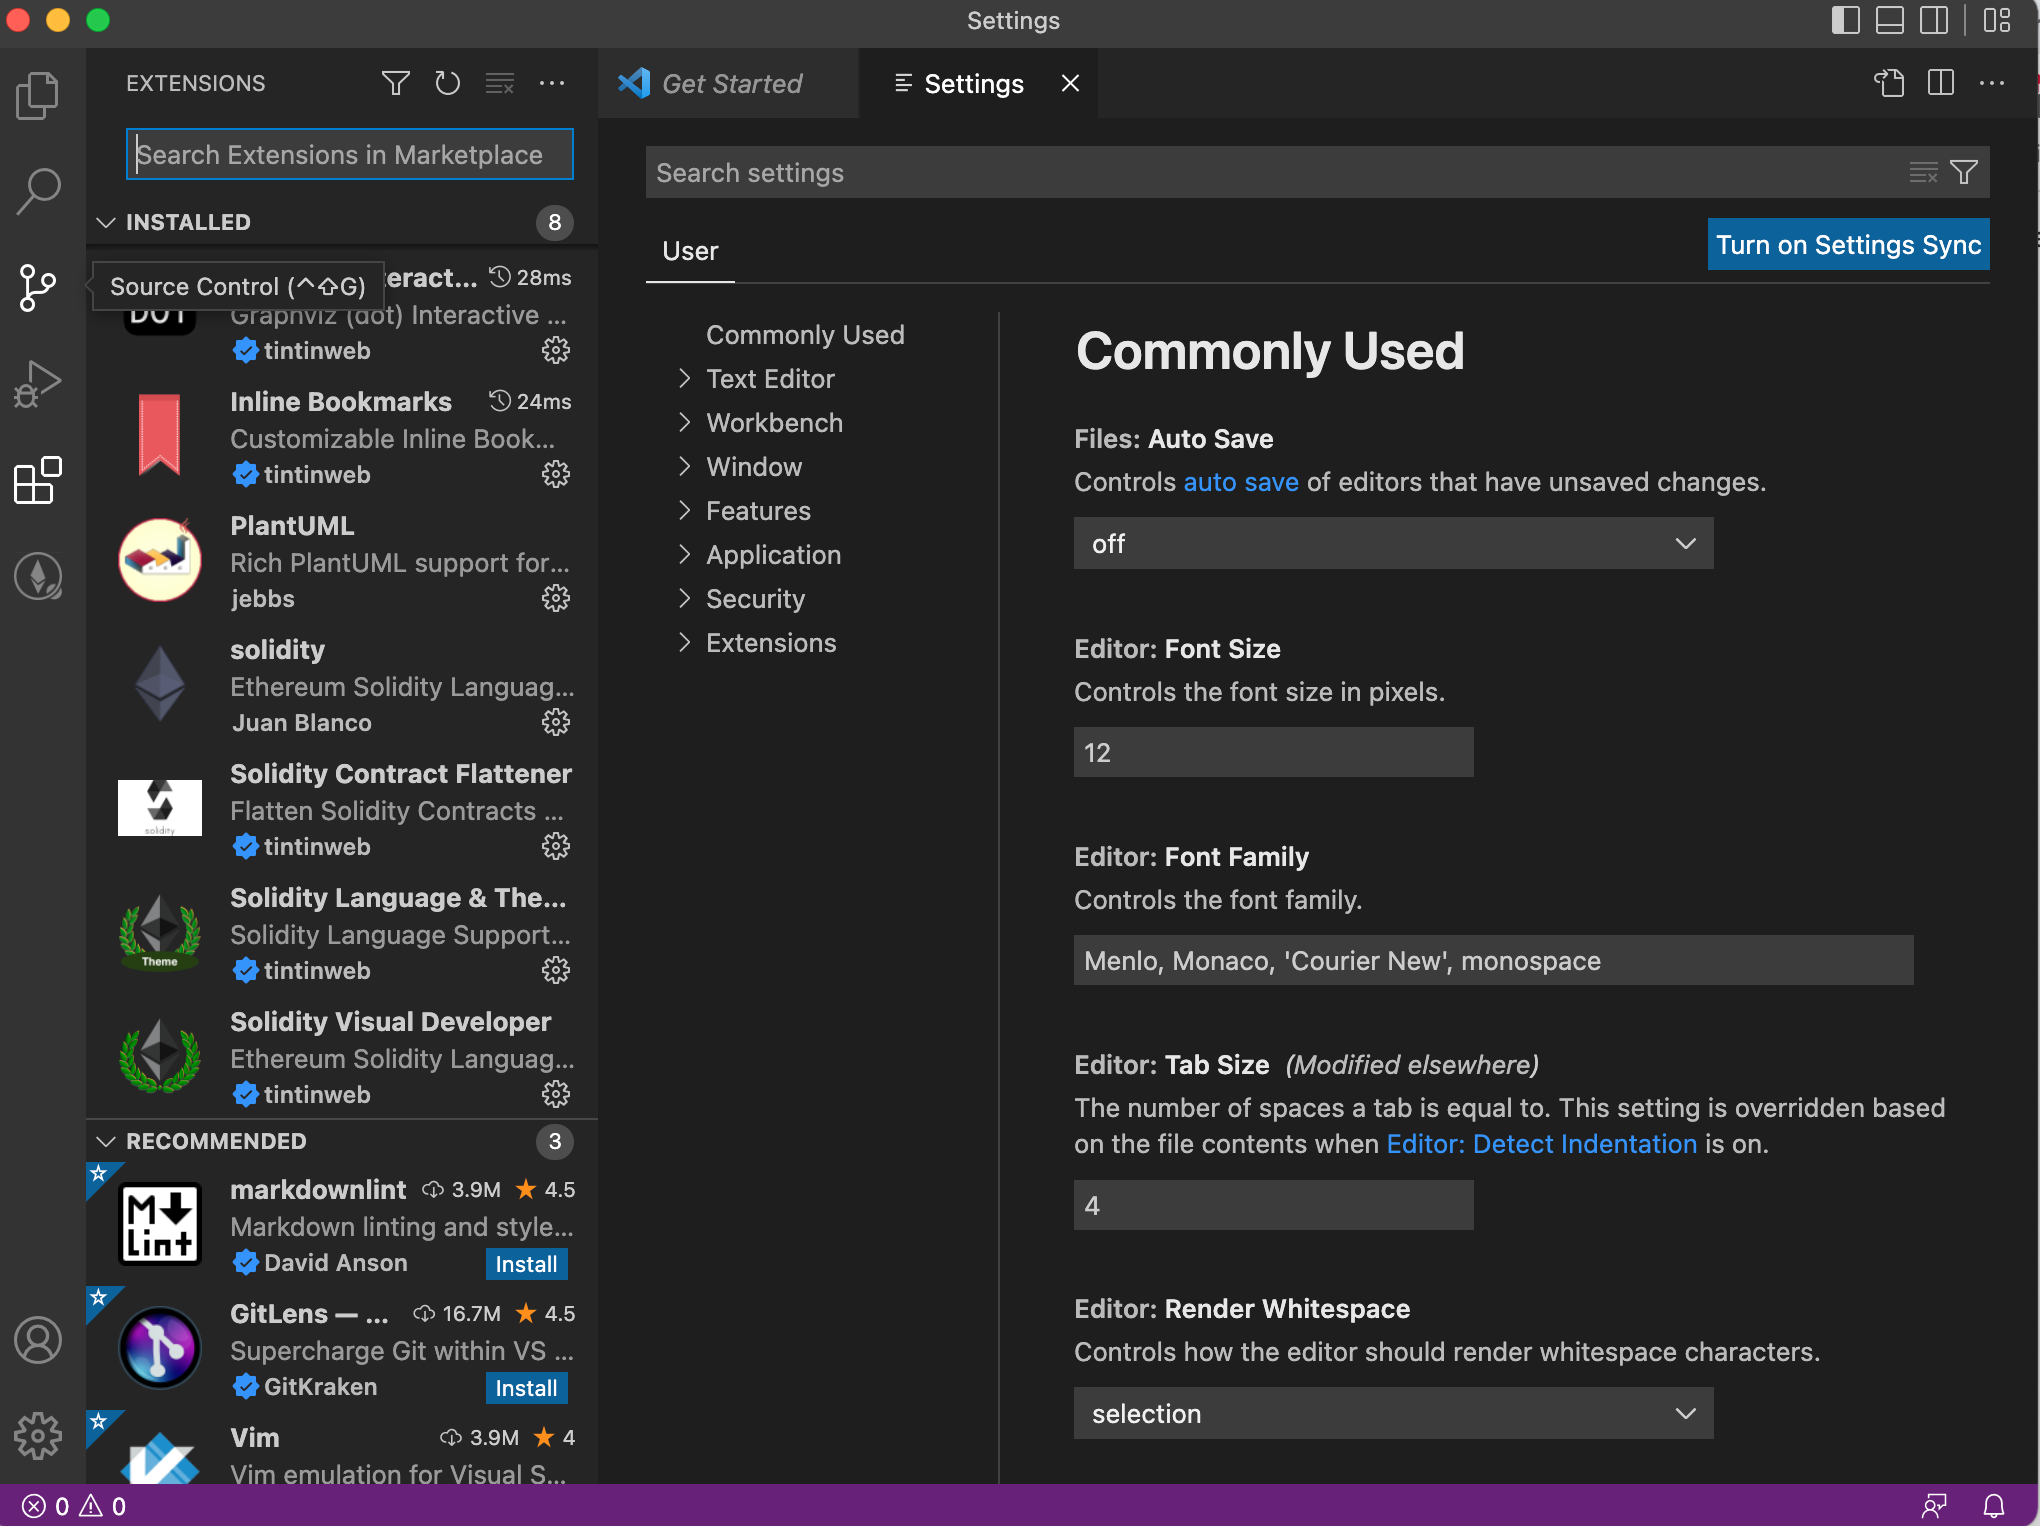 Settings
EXTENSIONS
Search Extensions in Marketplace
INSTALLED 8
Source Control (^⇧G)
eract... 28ms
DOT
Graphviz (dot) Interactive ...
tintinweb
Inline Bookmarks 24ms
Customizable Inline Book...
tintinweb
PlantUML
Rich PlantUML support for...
jebbs
solidity
Ethereum Solidity Languag...
Juan Blanco
Solidity Contract Flattener
Flatten Solidity Contracts ...
solidity
tintinweb
Solidity Language & The...
Solidity Language Support...
Theme
tintinweb
Solidity Visual Developer
Ethereum Solidity Languag...
tintinweb
RECOMMENDED 3
markdownlint 3.9M ★ 4.5
M
Lint
Markdown linting and style...
David Anson Install
GitLens — ... 16.7M ★ 4.5
Supercharge Git within VS ...
GitKraken Install
Vim 3.9M ★ 4
Vim emulation for Visual S...
Get Started
Settings
Search settings
User
Turn on Settings Sync
Commonly Used
Text Editor
Workbench
Window
Features
Application
Security
Extensions
Commonly Used
Files: Auto Save
Controls auto save of editors that have unsaved changes.
off
Editor: Font Size
Controls the font size in pixels.
12
Editor: Font Family
Controls the font family.
Menlo, Monaco, 'Courier New', monospace
Editor: Tab Size (Modified elsewhere)
The number of spaces a tab is equal to. This setting is overridden based
on the file contents when Editor: Detect Indentation is on.
4
Editor: Render Whitespace
Controls how the editor should render whitespace characters.
selection
0 0